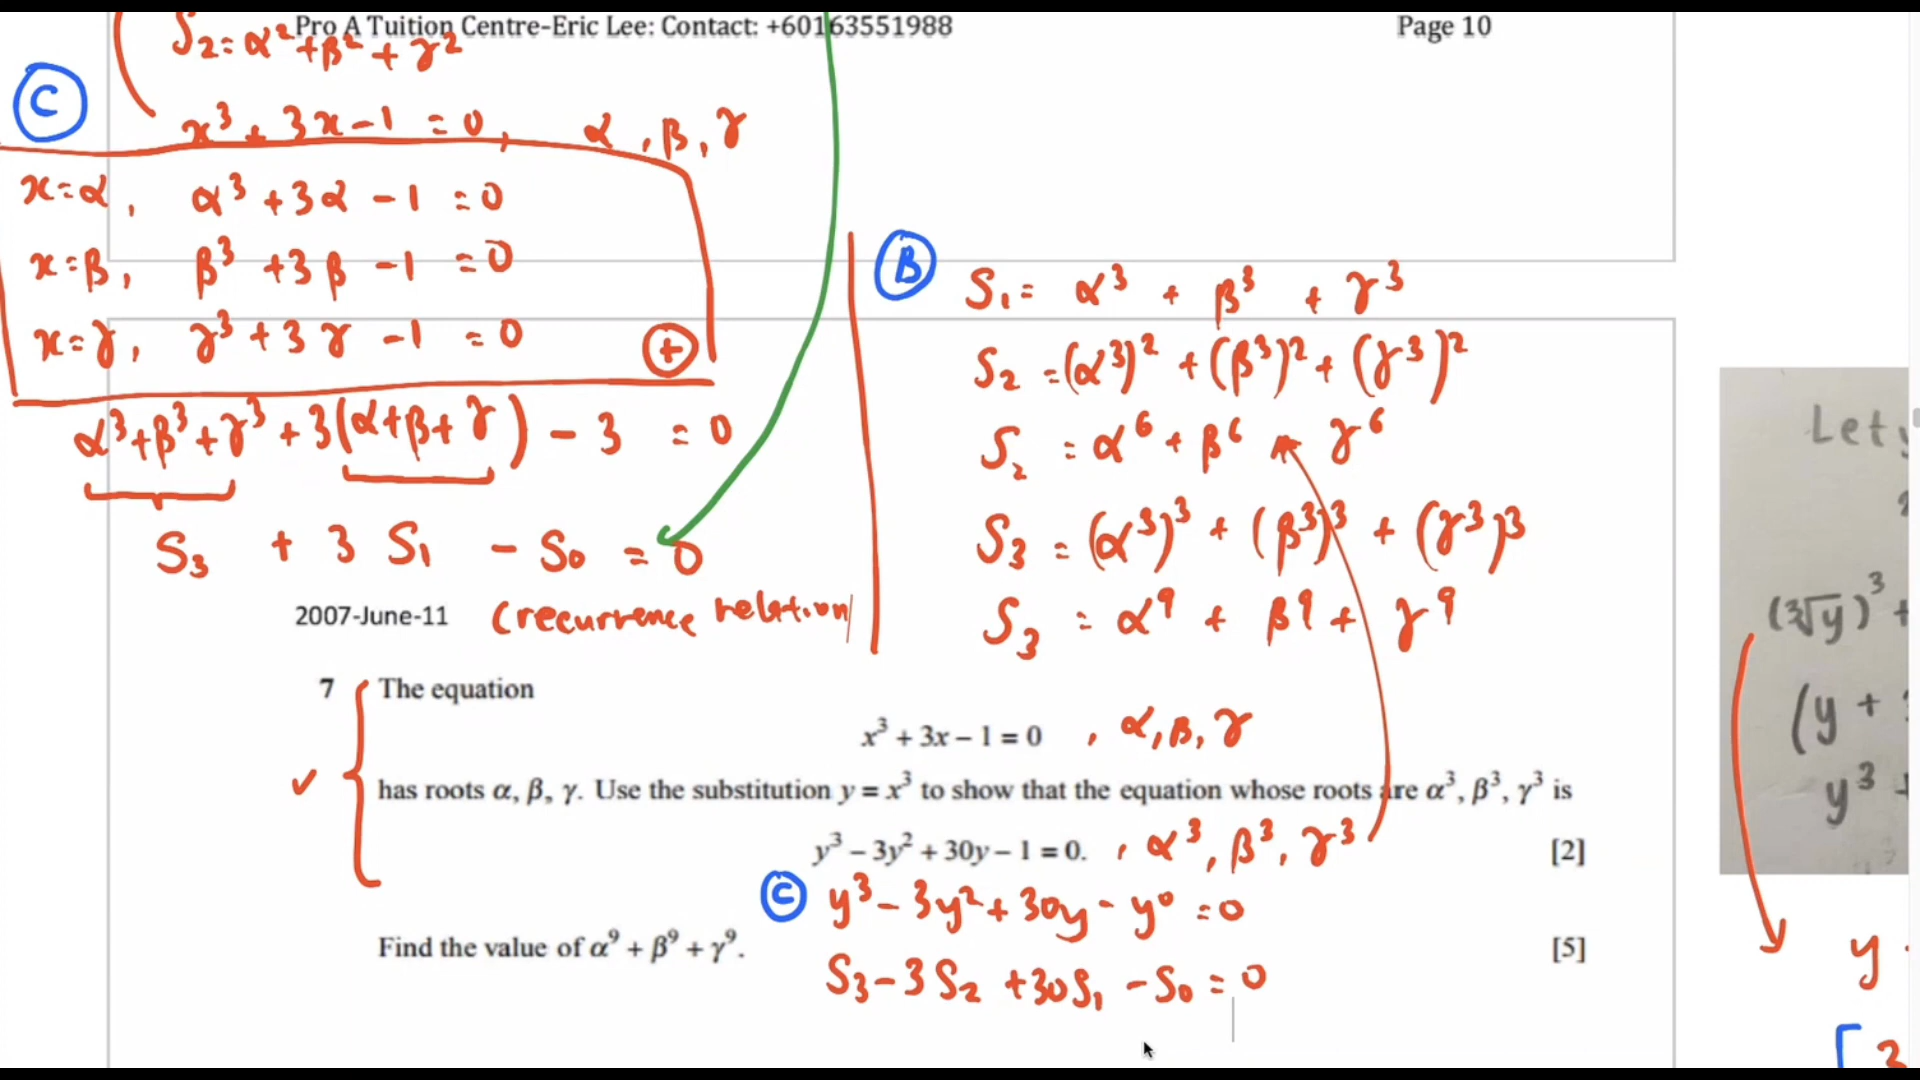 Pro A Tuition Centre-Eric Lee: Contact: +60163551988
Page 10
S₂ = α² + β² + γ²
C
x³ + 3x - 1 = 0, α, β, γ
x = α, α³ + 3α - 1 = 0
x = β, β³ + 3β - 1 = 0
x = γ, γ³ + 3γ - 1 = 0 +
α³ + β³ + γ³ + 3(α + β + γ) - 3 = 0
S₃ + 3 S₁ - S₀ = 0
(recurrence relation
B
S₁ = α³ + β³ + γ³
S₂ = (α³)² + (β³)² + (γ³)²
S₂ = α⁶ + β⁶ + γ⁶
S₃ = (α³)³ + (β³)³ + (γ³)³
S₃ = α⁹ + β⁹ + γ⁹
2007-June-11
7 The equation
x³ + 3x – 1 = 0 , α, β, γ
has roots α, β, γ. Use the substitution y = x³ to show that the equation whose roots are α³, β³, γ³ is
y³ – 3y² + 30y – 1 = 0. , α³, β³, γ³ [2]
C y³ - 3y² + 30y - y⁰ = 0
Find the value of α⁹ + β⁹ + γ⁹. [5]
S₃ - 3S₂ + 30S₁ - S₀ = 0
Let y
(∛y)³ +
(y +
y³
y